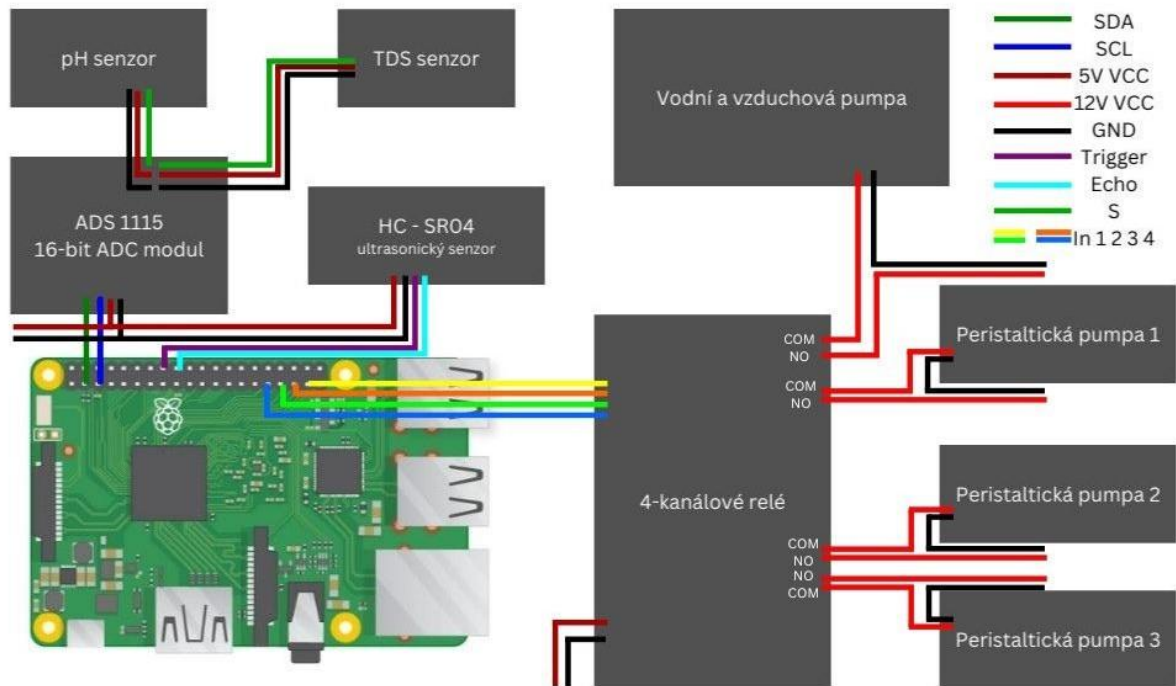 pH senzor
TDS senzor
Vodní a vzduchová pumpa
SDA
SCL
5V VCC
12V VCC
GND
Trigger
Echo
S
In 1 2 3 4
ADS 1115
16-bit ADC modul
HC - SR04
ultrasonický senzor
COM
NO
COM
NO
Peristaltická pumpa 1
4-kanálové relé
Peristaltická pumpa 2
COM
NO
NO
COM
Peristaltická pumpa 3